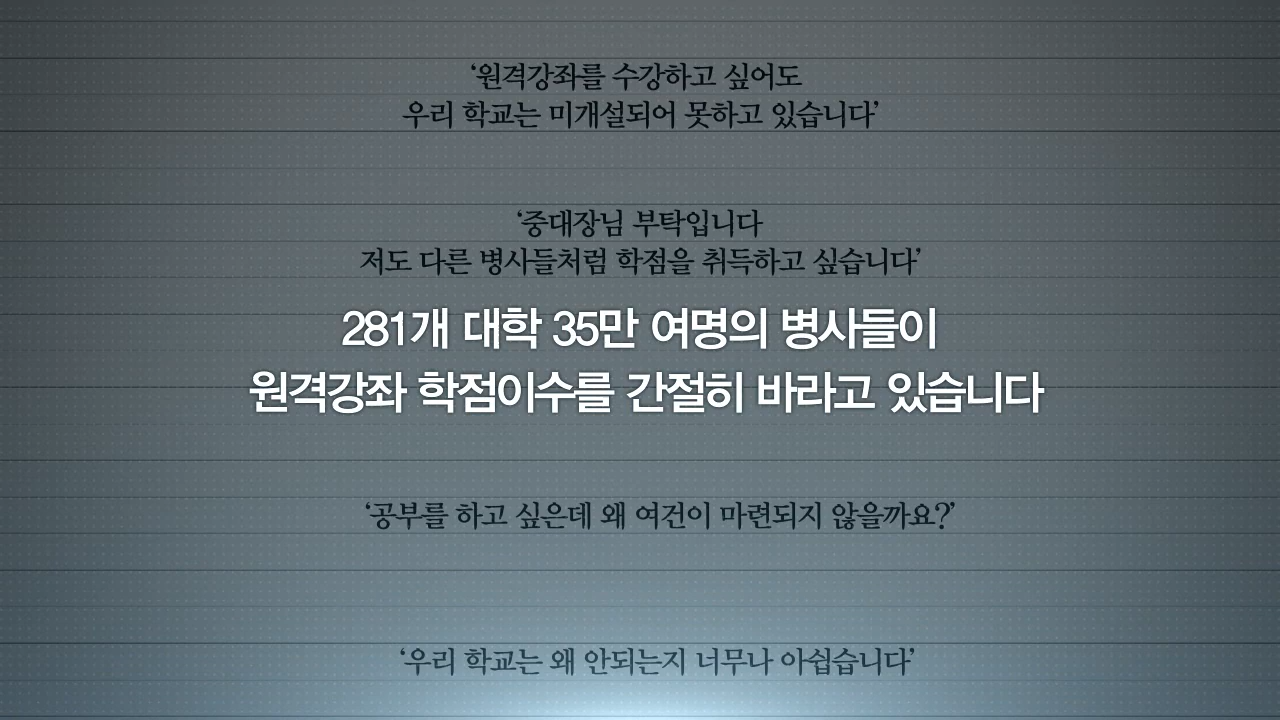 ‘원격강좌를 수강하고 싶어도
우리 학교는 미개설되어 못하고 있습니다’
‘중대장님 부탁입니다
저도 다른 병사들처럼 학점을 취득하고 싶습니다’
281개 대학 35만 여명의 병사들이
원격강좌 학점이수를 간절히 바라고 있습니다
‘공부를 하고 싶은데 왜 여건이 마련되지 않을까요?’
‘우리 학교는 왜 안되는지 너무나 아쉽습니다’